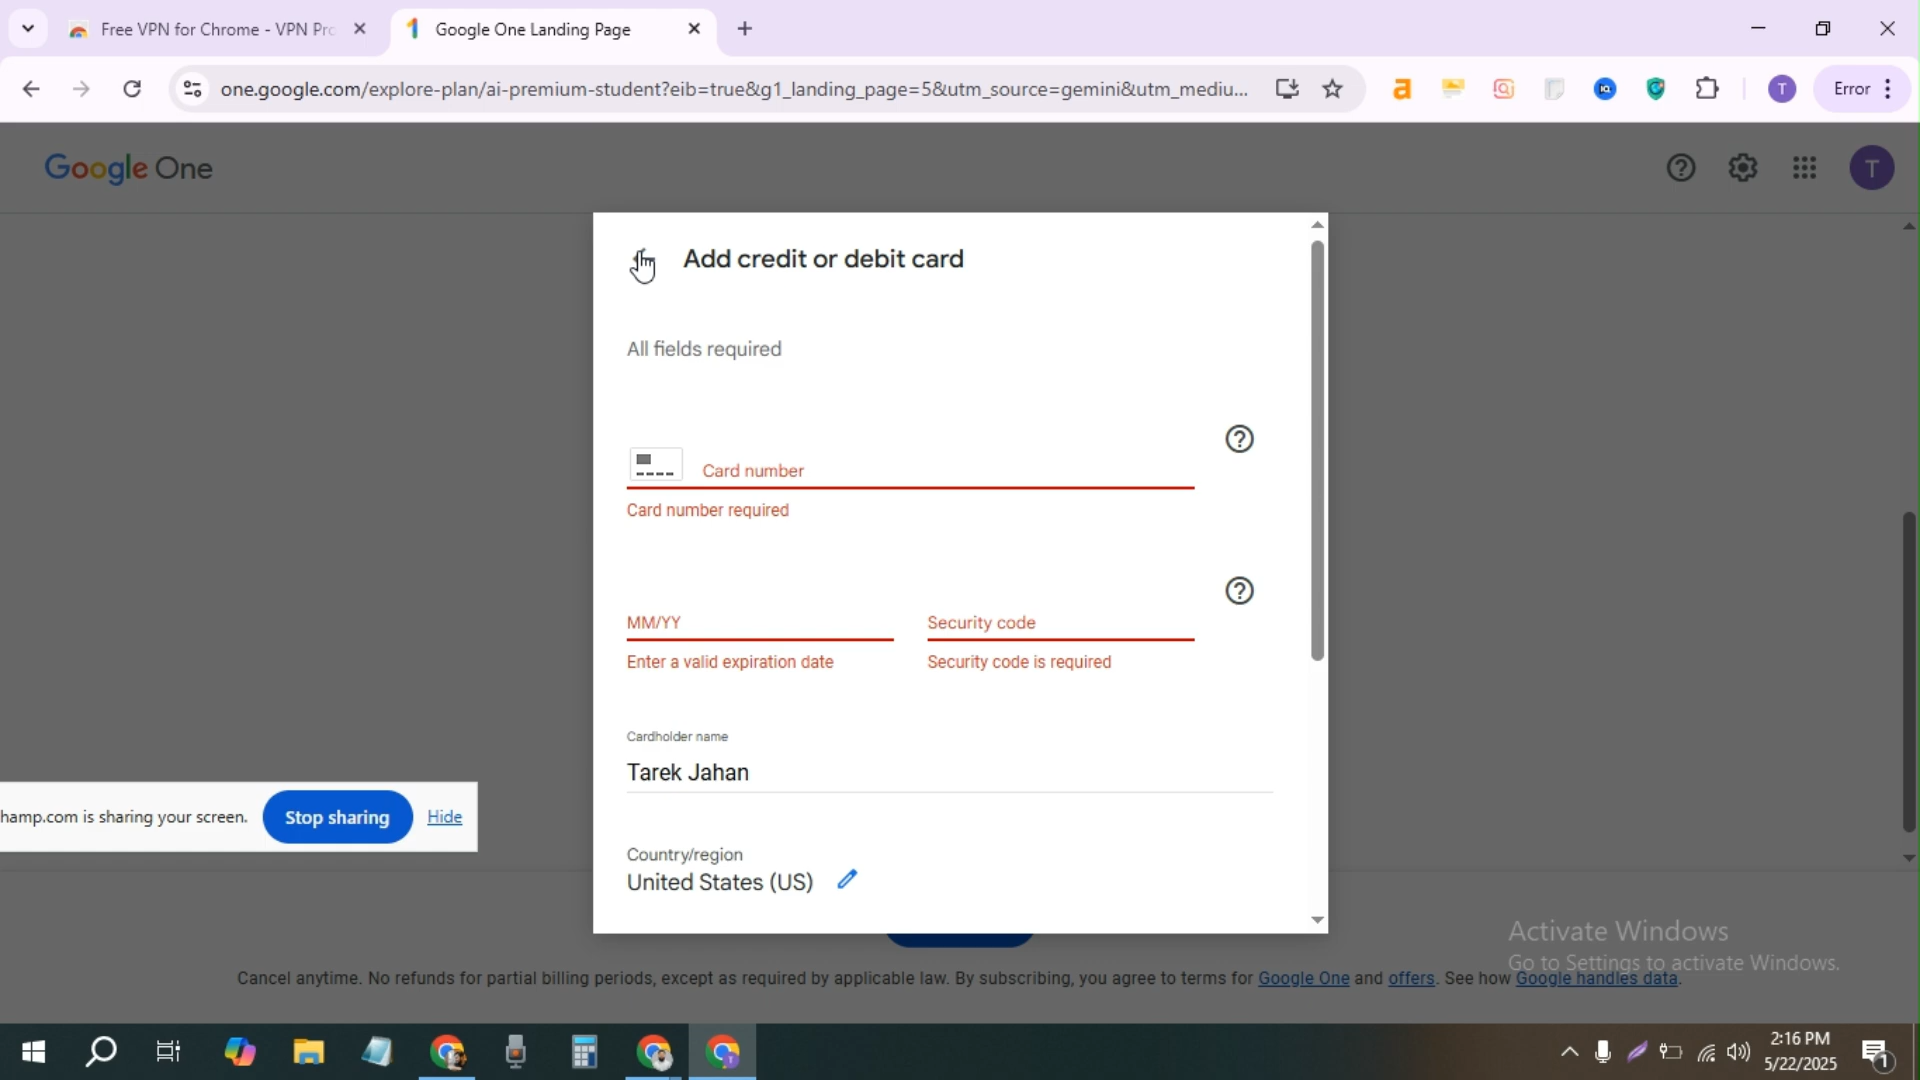 Free VPN for Chrome - VPN Pro
Google One Landing Page
one.google.com/explore-plan/ai-premium-student?eib=true&g1_landing_page=5&utm_source=gemini&utm_mediu...
T
Error
Google One
T
Add credit or debit card
All fields required
Card number
Card number required
MM/YY
Security code
Enter a valid expiration date
Security code is required
Cardholder name
Tarek Jahan
hamp.com is sharing your screen.
Stop sharing
Hide
Country/region
United States (US)
Activate Windows
Go to Settings to activate Windows.
Cancel anytime. No refunds for partial billing periods, except as required by applicable law. By subscribing, you agree to terms for Google One and offers. See how Google handles data.
2:16 PM
5/22/2025
1